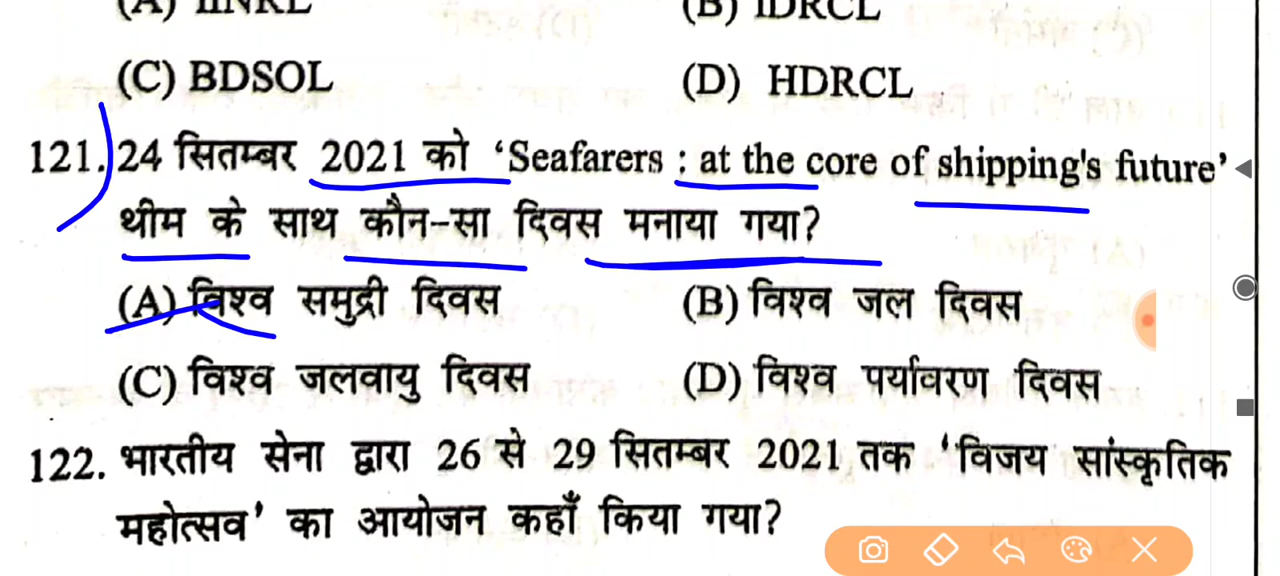 (A) IINRL (B) IDRCL
(C) BDSOL (D) HDRCL
121. 24 सितम्बर 2021 को ‘Seafarers : at the core of shipping's future’
थीम के साथ कौन-सा दिवस मनाया गया?
(A) विश्व समुद्री दिवस (B) विश्व जल दिवस
(C) विश्व जलवायु दिवस (D) विश्व पर्यावरण दिवस
122. भारतीय सेना द्वारा 26 से 29 सितम्बर 2021 तक ‘विजय सांस्कृतिक
महोत्सव’ का आयोजन कहाँ किया गया?